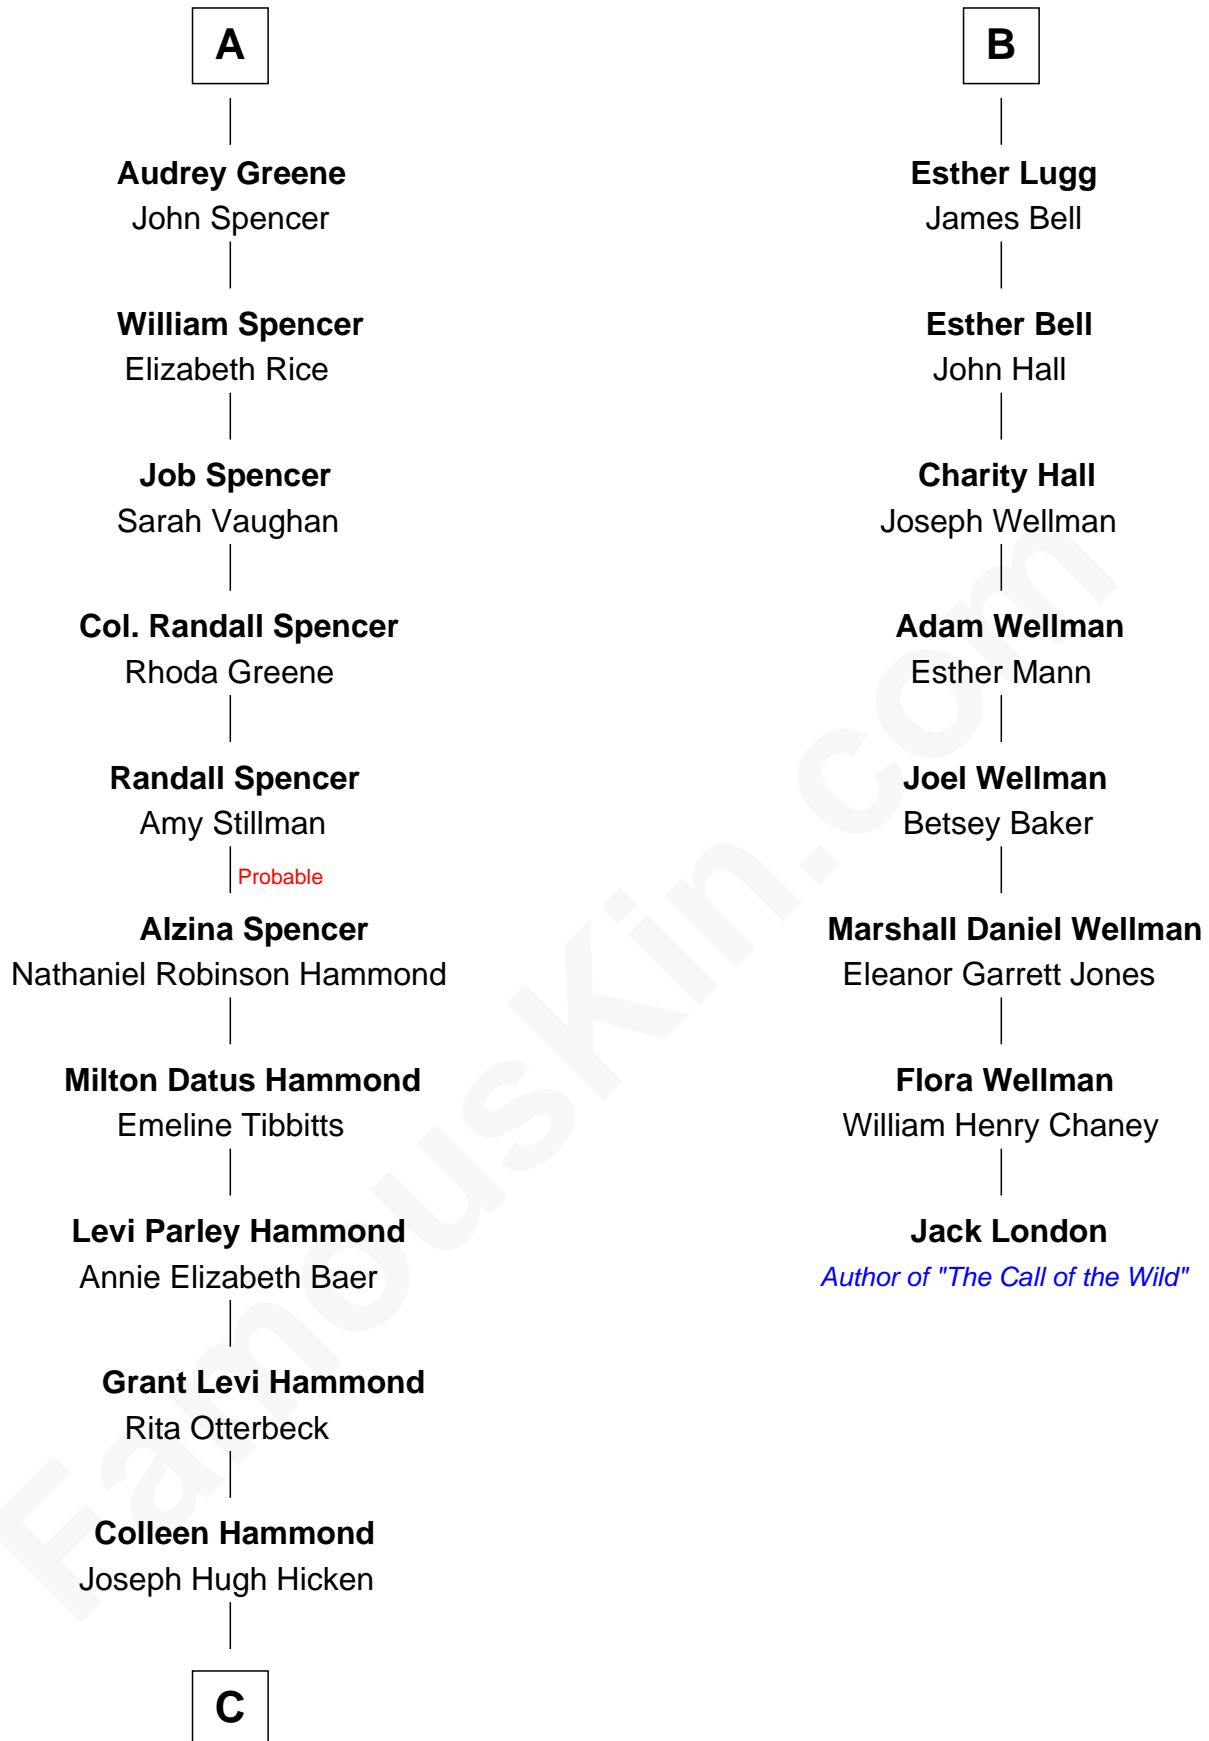 A
Audrey Greene
John Spencer
William Spencer
Elizabeth Rice
Job Spencer
Sarah Vaughan
Col. Randall Spencer
Rhoda Greene
Randall Spencer
Amy Stillman
Probable
Alzina Spencer
Nathaniel Robinson Hammond
Milton Datus Hammond
Emeline Tibbitts
Levi Parley Hammond
Annie Elizabeth Baer
Grant Levi Hammond
Rita Otterbeck
Colleen Hammond
Joseph Hugh Hicken
C
B
Esther Lugg
James Bell
Esther Bell
John Hall
Charity Hall
Joseph Wellman
Adam Wellman
Esther Mann
Joel Wellman
Betsey Baker
Marshall Daniel Wellman
Eleanor Garrett Jones
Flora Wellman
William Henry Chaney
Jack London
Author of "The Call of the Wild"
FamousKin.com